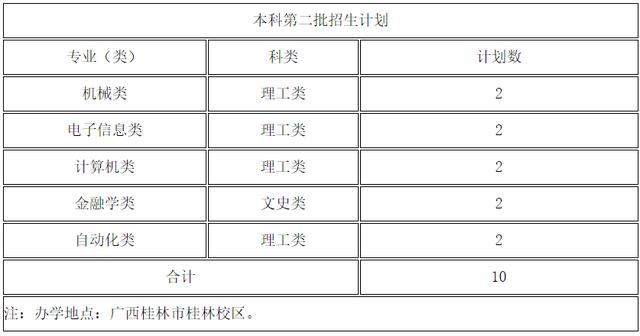 本科第二批招生计划
专业（类） 科类 计划数
机械类 理工类 2
电子信息类 理工类 2
计算机类 理工类 2
金融学类 文史类 2
自动化类 理工类 2
合计 10
注：办学地点：广西桂林市桂林校区。